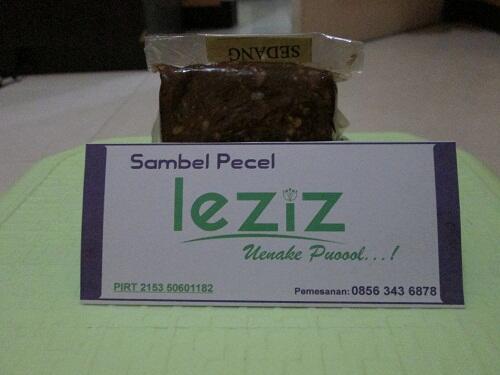 SEDANG
Sambel Pecel
leziz
Uenake Puoool...!
PIRT 2153 50601182
Pemesanan: 0856 343 6878